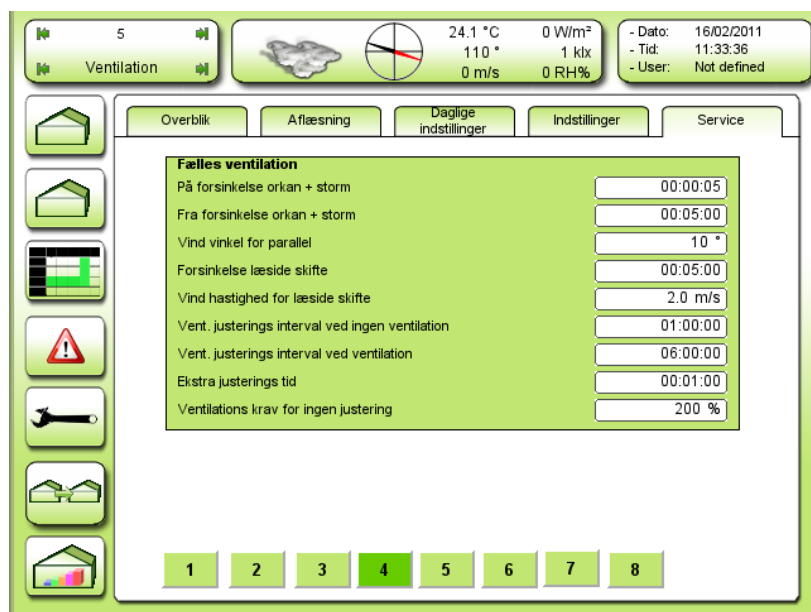 5
Ventilation
24.1 °C 0 W/m²
110 ° 1 klx
0 m/s 0 RH%
- Dato: 16/02/2011
- Tid: 11:33:36
- User: Not defined
Overblik
Aflæsning
Daglige
indstillinger
Indstillinger
Service
Fælles ventilation
På forsinkelse orkan + storm 00:00:05
Fra forsinkelse orkan + storm 00:05:00
Vind vinkel for parallel 10 °
Forsinkelse læside skifte 00:05:00
Vind hastighed for læside skifte 2.0 m/s
Vent. justerings interval ved ingen ventilation 01:00:00
Vent. justerings interval ved ventilation 06:00:00
Ekstra justerings tid 00:01:00
Ventilations krav for ingen justering 200 %
1 2 3 4 5 6 7 8